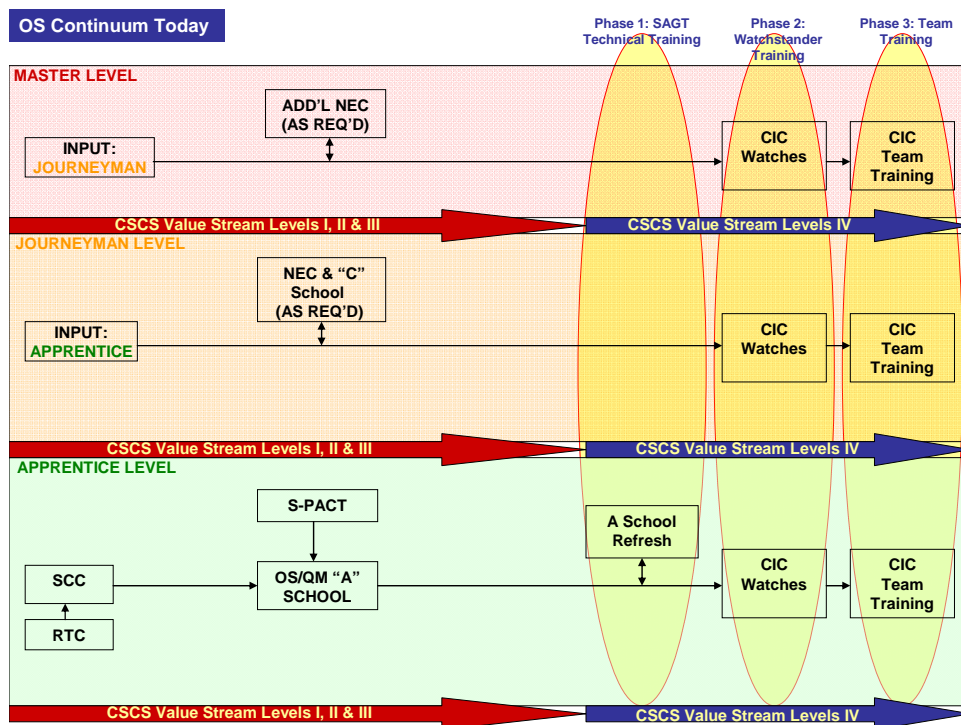 OS Continuum Today
Phase 1: SAGT
Technical Training
Phase 2:
Watchstander
Training
Phase 3: Team
Training
MASTER LEVEL
ADD'L NEC
(AS REQ'D)
INPUT:
JOURNEYMAN
CIC
Watches
CIC
Team
Training
CSCS Value Stream Levels I, II & III
CSCS Value Stream Levels IV
JOURNEYMAN LEVEL
NEC & “C”
School
(AS REQ'D)
INPUT:
APPRENTICE
CIC
Watches
CIC
Team
Training
CSCS Value Stream Levels I, II & III
CSCS Value Stream Levels IV
APPRENTICE LEVEL
S-PACT
A School
Refresh
SCC
OS/QM “A”
SCHOOL
CIC
Watches
CIC
Team
Training
RTC
CSCS Value Stream Levels I, II & III
CSCS Value Stream Levels IV